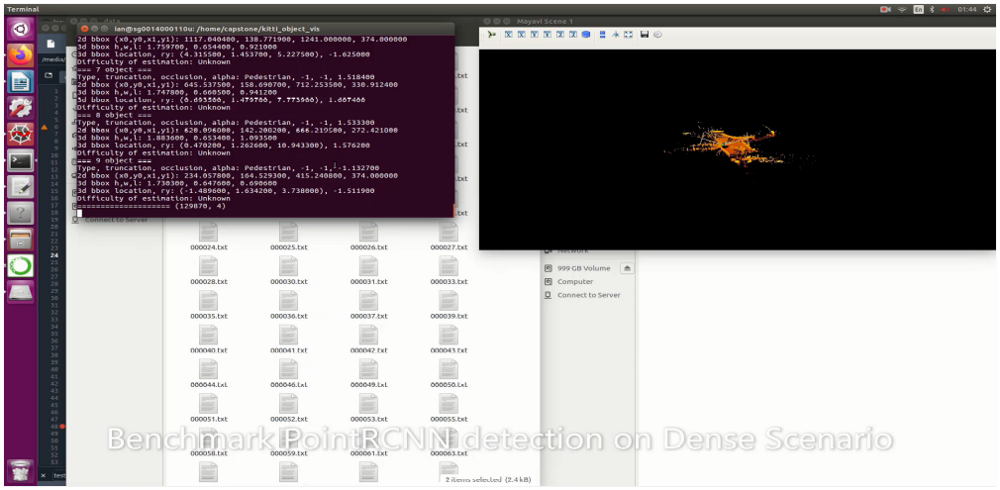 Terminal
En
01:44
data
Mayavi Scene 1
ian@sg0014000110u: /home/capstone/kitti_object_vis
2d bbox (x0,y0,x1,y1): 1117.040400, 138.771900, 1241.000000, 374.000000
3d bbox h,w,l: 1.759700, 0.654400, 0.921000
3d bbox location, ry: (4.315500, 1.453700, 5.227500), -1.625000
Difficulty of estimation: Unknown
=== 7 object ===
Type, truncation, occlusion, alpha: Pedestrian, -1, -1, 1.518400
2d bbox (x0,y0,x1,y1): 645.537500, 158.690700, 712.253500, 330.912400
3d bbox h,w,l: 1.747800, 0.660500, 0.941200
3d bbox location, ry: (0.693300, 1.479700, 7.773900), 1.607400
Difficulty of estimation: Unknown
=== 8 object ===
Type, truncation, occlusion, alpha: Pedestrian, -1, -1, 1.533300
2d bbox (x0,y0,x1,y1): 620.096000, 142.200200, 666.219500, 272.421000
3d bbox h,w,l: 1.883600, 0.653400, 1.093500
3d bbox location, ry: (0.470200, 1.262600, 10.943300), 1.576200
Difficulty of estimation: Unknown
=== 9 object ===
Type, truncation, occlusion, alpha: Pedestrian, -1, -1, -1.132700
2d bbox (x0,y0,x1,y1): 234.057800, 164.529300, 415.240800, 374.000000
3d bbox h,w,l: 1.730300, 0.647600, 0.690600
3d bbox location, ry: (-1.489600, 1.634200, 3.738000), -1.511900
Difficulty of estimation: Unknown
==================== (129870, 4)
/media/
Connect to Server
.txt
.txt
.txt
.txt
.txt
000024.txt 000025.txt 000026.txt 000027.txt
000028.txt 000030.txt 000031.txt 000033.txt
000035.txt 000036.txt 000037.txt 000039.txt
000040.txt 000041.txt 000042.txt 000043.txt
000044.txt 000046.txt 000049.txt 000050.txt
000051.txt 000052.txt 000053.txt 000055.txt
000058.txt 000059.txt 000061.txt 000063.txt
Network
999 GB Volume
Computer
Connect to Server
Benchmark PointRCNN detection on Dense Scenario
2 items selected (2.4 kB)
test